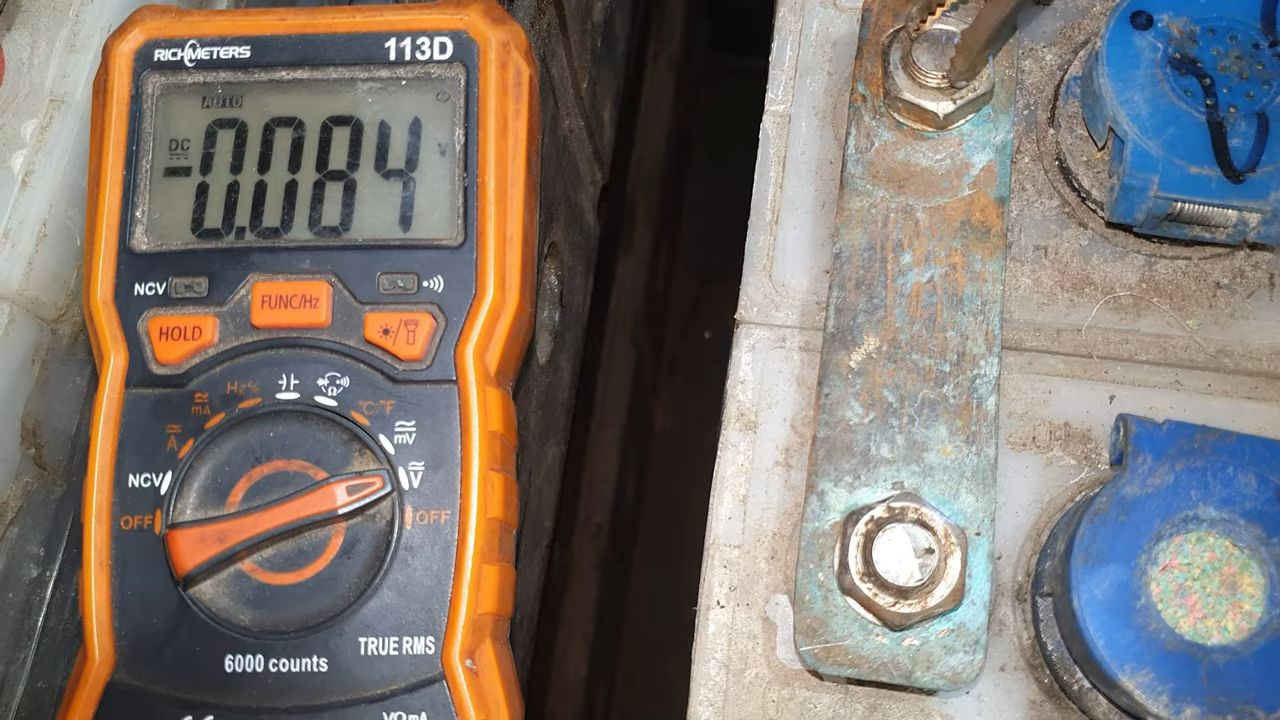 RICHMETERS 113D
AUTO
DC
-0.084 V
NCV
FUNC/Hz
HOLD
Hz%
mA
°C°F
mV
A
V
NCV
OFF
OFF
TRUE RMS
6000 counts
VΩmA